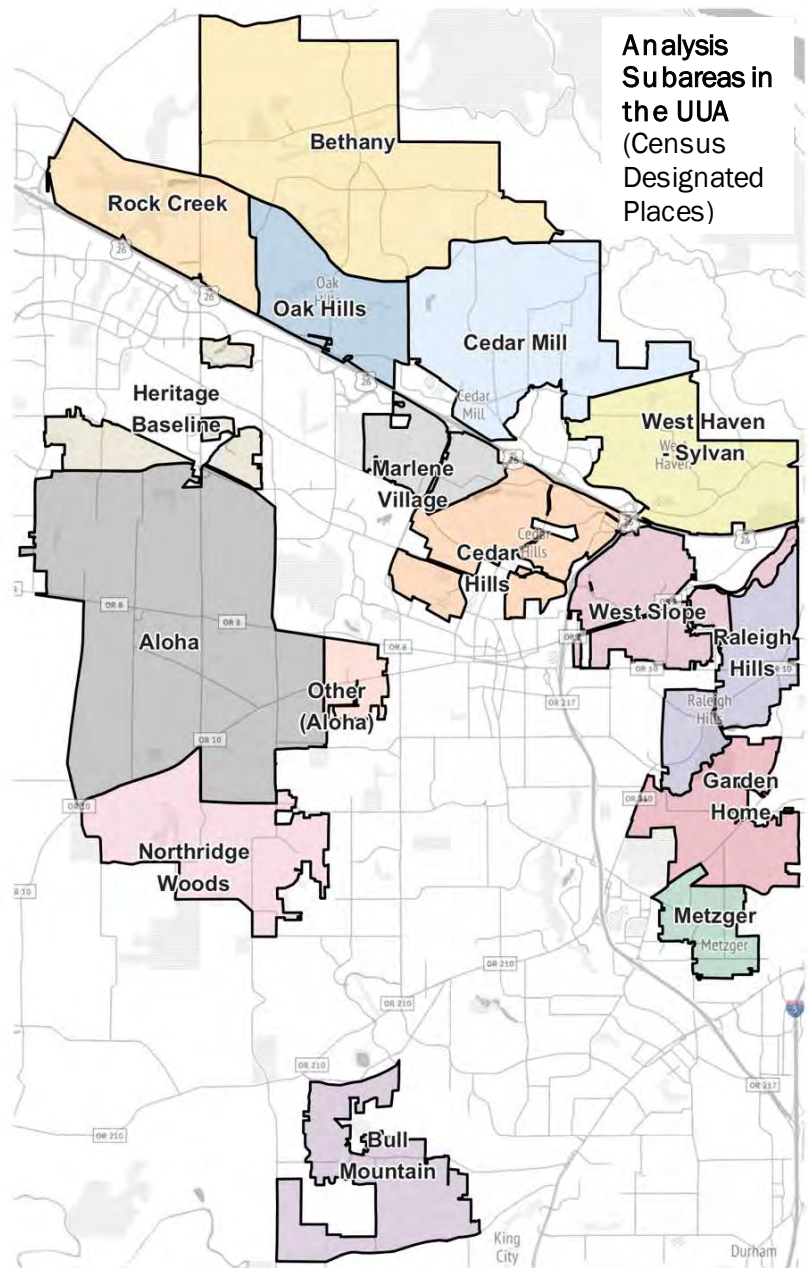 Analysis
Subareas in
the UUA
(Census
Designated
Places)
Bethany
Rock Creek
26
26
Oak
Oak Hills
Cedar Mill
26
Heritage
Baseline
Cedar
Mill
West Haven
- Sylvan
West
Haven
Marlene
Village
26
26
26
Cedar
Hills
Cedar
Hills
OR 8
OR 8
West Slope
Aloha
OR 8
Raleigh
Hills
OR 10
10
Other
(Aloha)
OR 217
Raleigh
Hills
OR 10
OR 10
Garden
Home
OR 210
Northridge
Woods
Metzger
Metzger
OR 210
OR 210
5
OR 210
OR 217
OR 210
Bull
Mountain
King
City
Durham